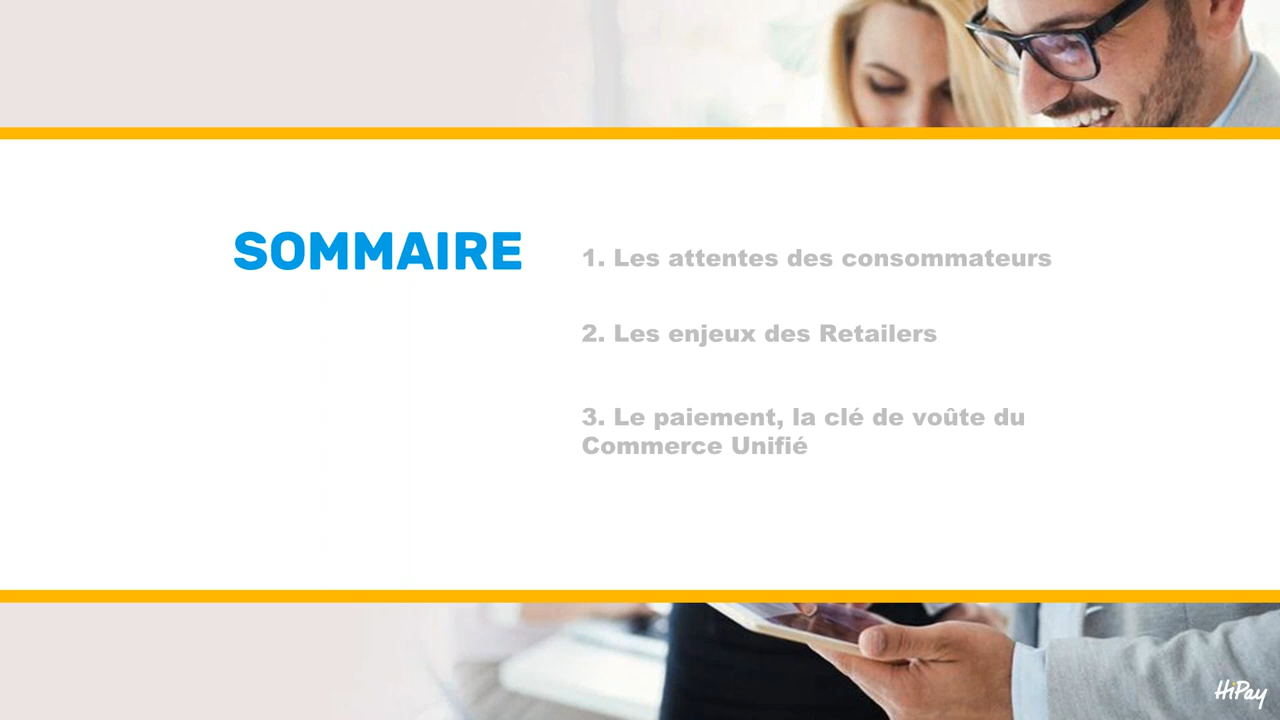 SOMMAIRE
1. Les attentes des consommateurs
2. Les enjeux des Retailers
3. Le paiement, la clé de voûte du
Commerce Unifié
HiPay